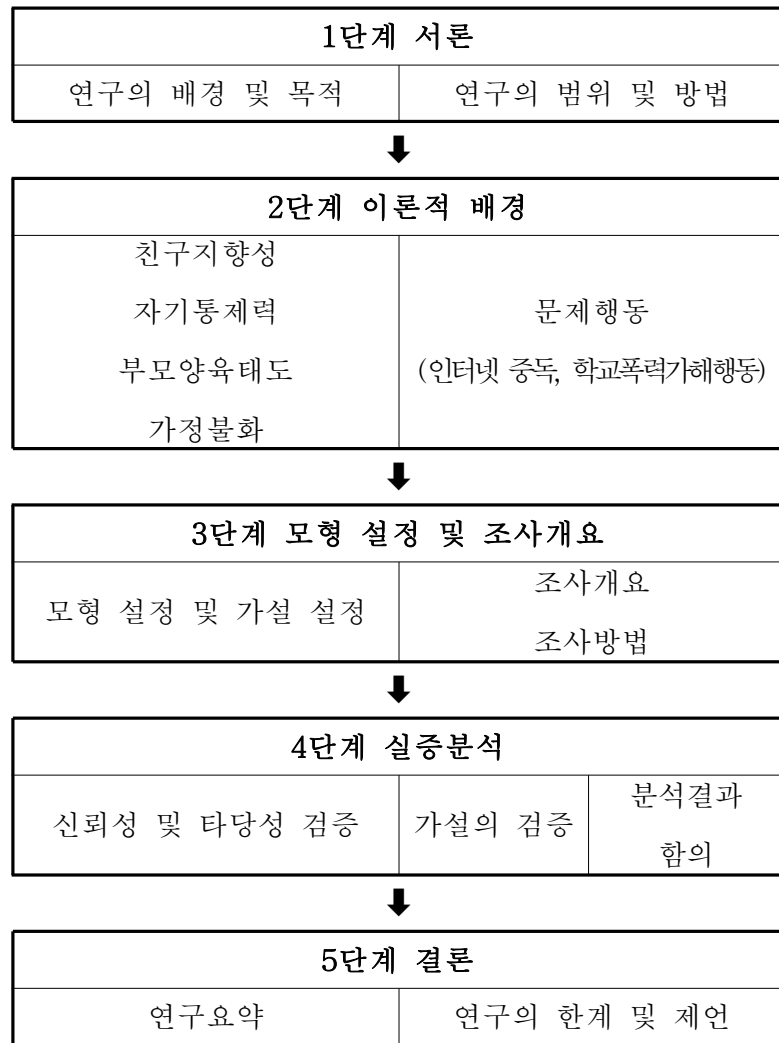 1단계 서론
연구의 배경 및 목적
연구의 범위 및 방법
2단계 이론적 배경
친구지향성
자기통제력
부모양육태도
가정불화
문제행동
(인터넷 중독, 학교폭력가해행동)
3단계 모형 설정 및 조사개요
모형 설정 및 가설 설정
조사개요
조사방법
4단계 실증분석
신뢰성 및 타당성 검증
가설의 검증
분석결과
함의
5단계 결론
연구요약
연구의 한계 및 제언